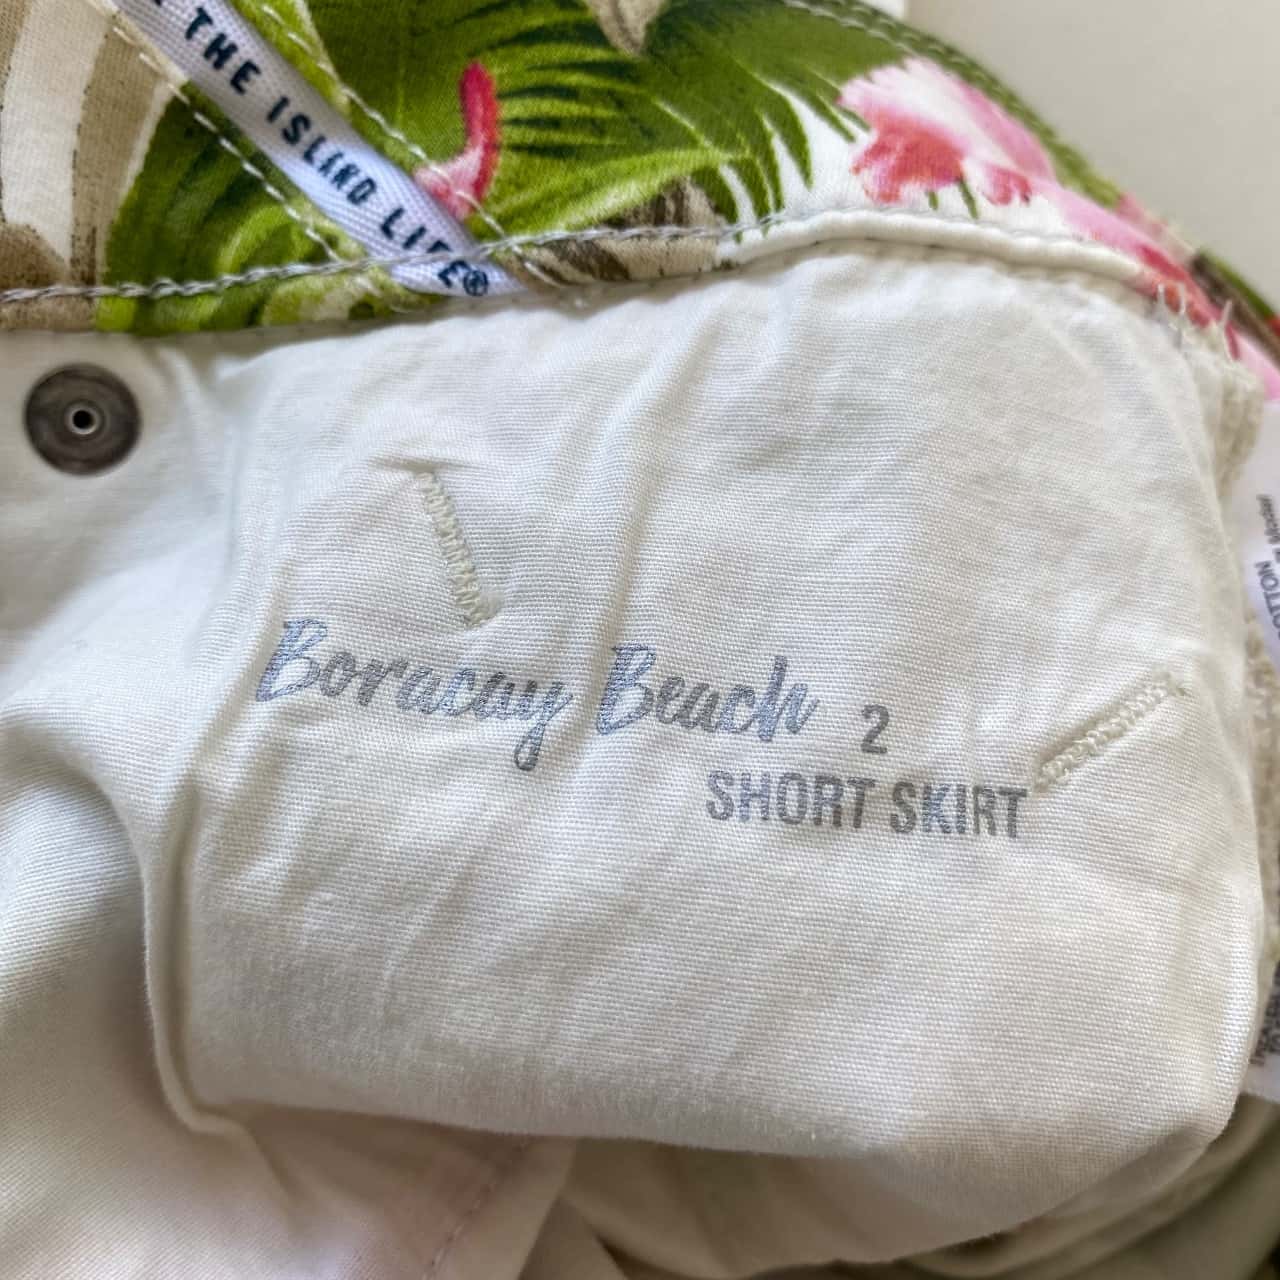 THE ISLAND LIFE®
Boracay Beach 2
SHORT SKIRT
COTTON